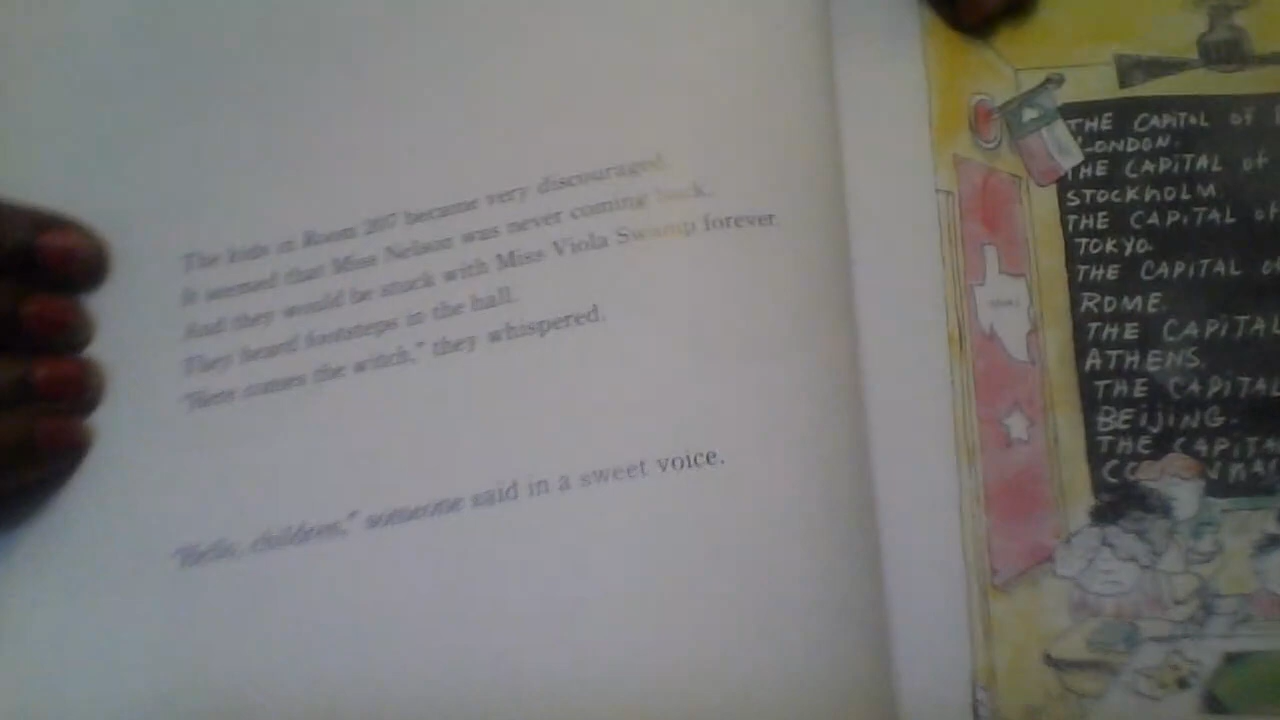 The kids in Room 207 became very discouraged.
It seemed that Miss Nelson was never coming back.
And they would be stuck with Miss Viola Swamp forever.
They heard footsteps in the hall.
"Here comes the witch," they whispered.
"Hello, children," someone said in a sweet voice.
THE CAPITAL OF
LONDON.
THE CAPITAL of
STOCKHOLM.
THE CAPITAL of
TOKYO.
THE CAPITAL of
ROME.
THE CAPITAL
ATHENS.
THE CAPITAL
BEIJING.
THE CAPITA